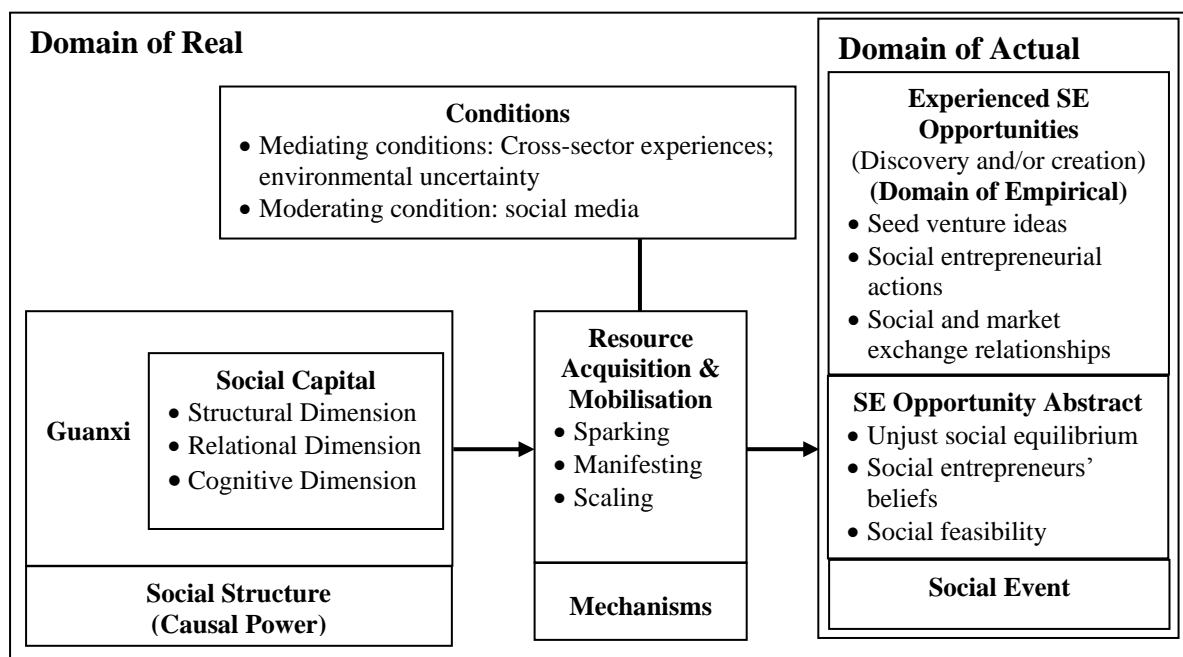 Domain of Real
Conditions
• Mediating conditions: Cross-sector experiences;
environmental uncertainty
• Moderating condition: social media
Guanxi
Social Capital
• Structural Dimension
• Relational Dimension
• Cognitive Dimension
Social Structure
(Causal Power)
Resource
Acquisition &
Mobilisation
• Sparking
• Manifesting
• Scaling
Mechanisms
Domain of Actual
Experienced SE
Opportunities
(Discovery and/or creation)
(Domain of Empirical)
• Seed venture ideas
• Social entrepreneurial
actions
• Social and market
exchange relationships
SE Opportunity Abstract
• Unjust social equilibrium
• Social entrepreneurs’
beliefs
• Social feasibility
Social Event